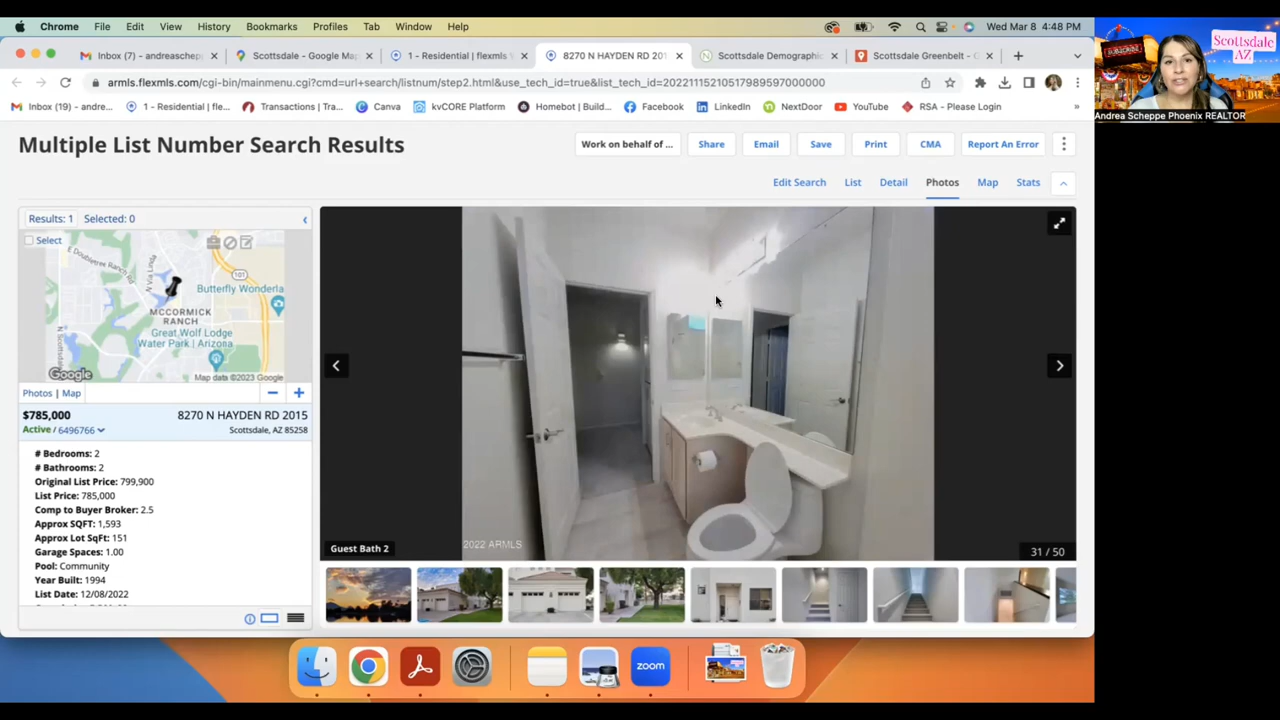 Chrome File Edit View History Bookmarks Profiles Tab Window Help Wed Mar 8 4:48 PM
Inbox (7) - andreaschep
Scottsdale - Google Ma
1 - Residential | flexmls
8270 N HAYDEN RD 201
Scottsdale Demographic
Scottsdale Greenbelt -
armls.flexmls.com/cgi-bin/mainmenu.cgi?cmd=url+search/listnum/step2.html&use_tech_id=true&list_tech_id=20221115210517989597000000
Inbox (19) - andre...
1 - Residential | fle...
Transactions | Tra...
Canva
kvCORE Platform
Homebot | Build...
Facebook
LinkedIn
NextDoor
YouTube
RSA - Please Login
»
Scottsdale
AZ
Andrea Scheppe Phoenix REALTOR
Multiple List Number Search Results
Work on behalf of ...
Share
Email
Save
Print
CMA
Report An Error
Edit Search
List
Detail
Photos
Map
Stats
Results: 1 Selected: 0
Select
E Doubletree Ranch Rd
N Via Linda
101
Butterfly Wonderla
MCCORMICK
RANCH
Great Wolf Lodge
Water Park | Arizona
N Scottsd
Google
Map data ©2023 Google
Photos | Map
$785,000 8270 N HAYDEN RD 2015
Active / 6496766 Scottsdale, AZ 85258
# Bedrooms: 2
# Bathrooms: 2
Original List Price: 799,900
List Price: 785,000
Comp to Buyer Broker: 2.5
Approx SQFT: 1,593
Approx Lot SqFt: 151
Garage Spaces: 1.00
Pool: Community
Year Built: 1994
List Date: 12/08/2022
2022 ARMLS
Guest Bath 2
31 / 50
zoom